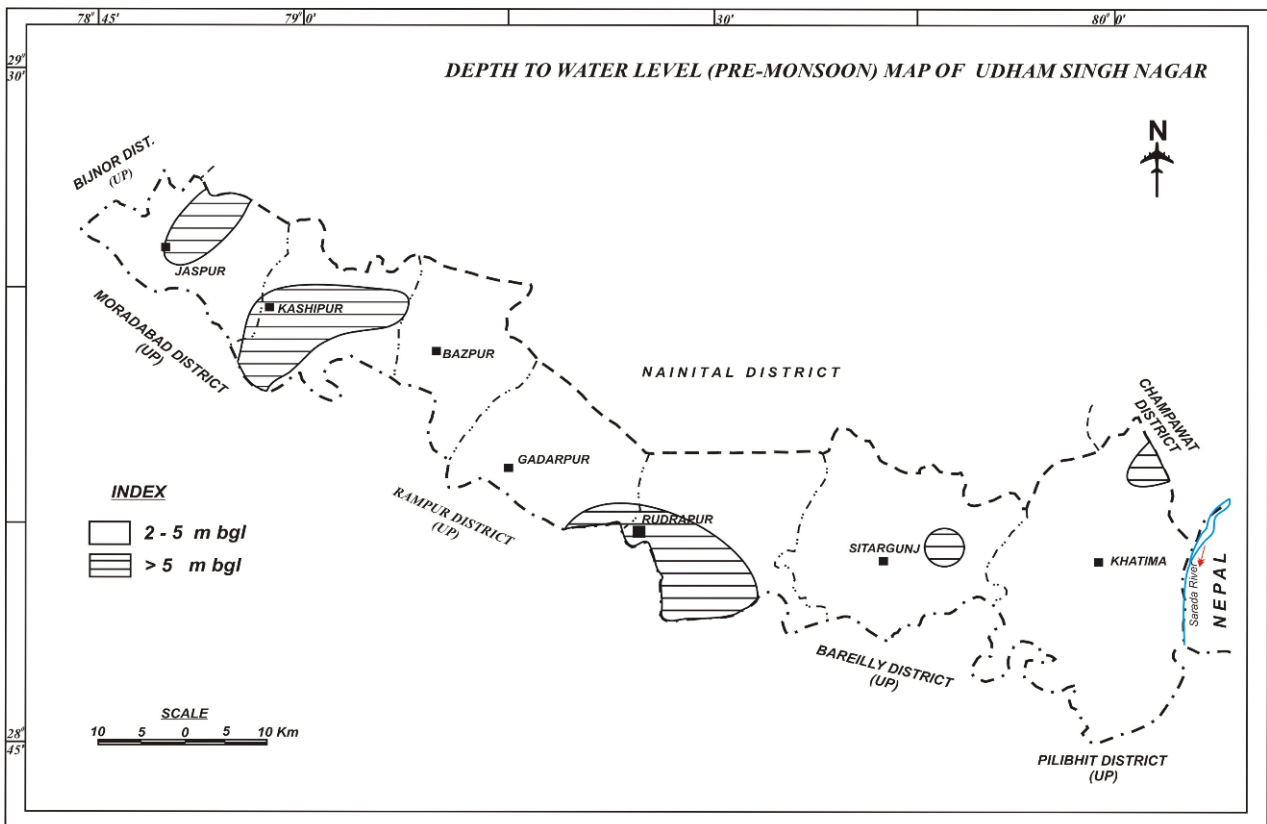 78° 45'
79° 0'
30'
80° 0'
29°
30'
DEPTH TO WATER LEVEL (PRE-MONSOON) MAP OF UDHAM SINGH NAGAR
N
BIJNOR DIST.
(UP)
JASPUR
MORADABAD DISTRICT
(UP)
KASHIPUR
BAZPUR
NAINITAL DISTRICT
CHAMPAWAT
DISTRICT
GADARPUR
RAMPUR DISTRICT
(UP)
RUDRAPUR
SITARGUNJ
KHATIMA
Sarada River
NEPAL
INDEX
2 - 5 m bgl
> 5 m bgl
BAREILLY DISTRICT
(UP)
SCALE
10 5 0 5 10 Km
28°
45'
PILIBHIT DISTRICT
(UP)